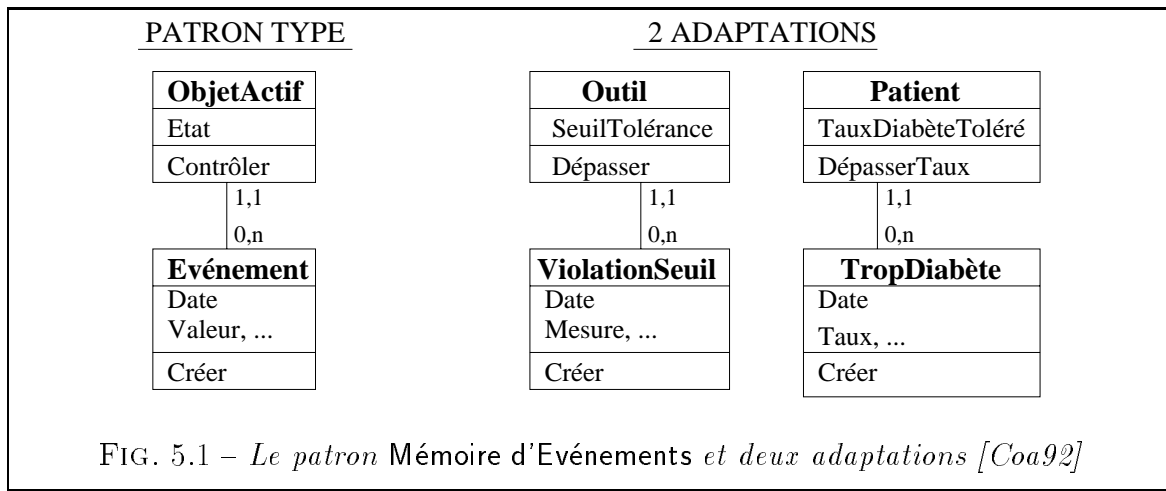 PATRON TYPE
2 ADAPTATIONS
ObjetActif
Etat
Contrôler
1,1
0,n
Evénement
Date
Valeur, ...
Créer
Outil
SeuilTolérance
Dépasser
1,1
0,n
ViolationSeuil
Date
Mesure, ...
Créer
Patient
TauxDiabèteToléré
DépasserTaux
1,1
0,n
TropDiabète
Date
Taux, ...
Créer
FIG. 5.1 – Le patron Mémoire d'Evénements et deux adaptations [Coa92]